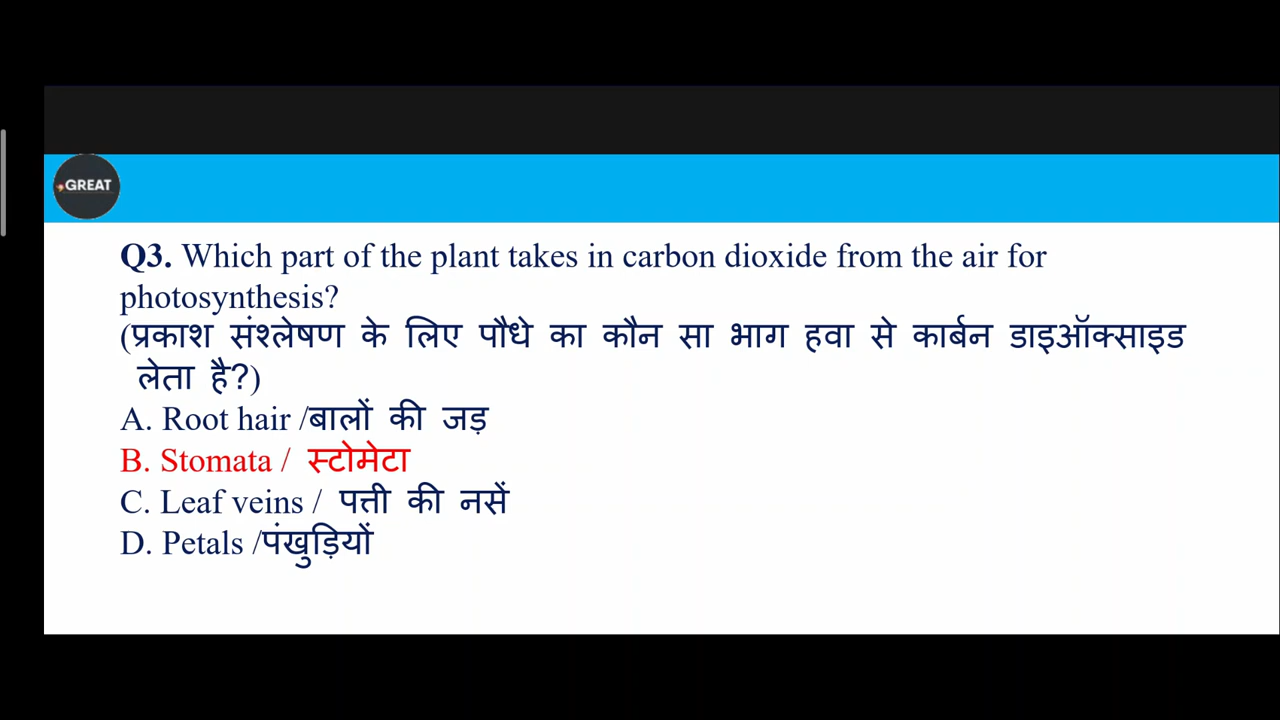 GREAT
Q3. Which part of the plant takes in carbon dioxide from the air for
photosynthesis?
(प्रकाश संश्लेषण के लिए पौधे का कौन सा भाग हवा से कार्बन डाइऑक्साइड
लेता है?)
A. Root hair /बालों की जड़
B. Stomata / स्टोमेटा
C. Leaf veins / पत्ती की नसें
D. Petals /पंखुड़ियों